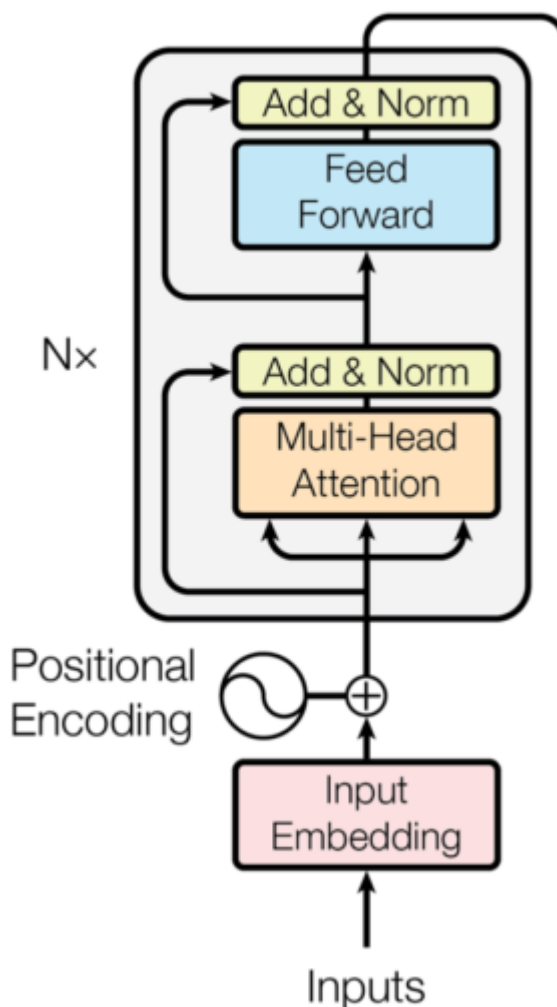 Add & Norm
Feed
Forward
N×
Add & Norm
Multi-Head
Attention
Positional
Encoding
Input
Embedding
Inputs